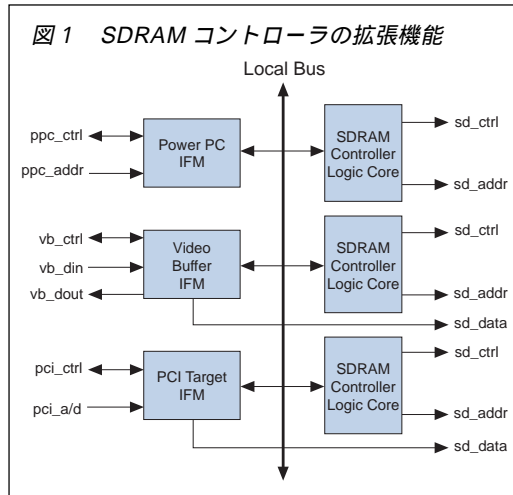 図 1 SDRAM コントローラの拡張機能
Local Bus
ppc_ctrl
ppc_addr
Power PC
IFM
SDRAM
Controller
Logic Core
sd_ctrl
sd_addr
vb_ctrl
vb_din
vb_dout
Video
Buffer
IFM
SDRAM
Controller
Logic Core
sd_ctrl
sd_addr
sd_data
pci_ctrl
pci_a/d
PCI Target
IFM
SDRAM
Controller
Logic Core
sd_ctrl
sd_addr
sd_data